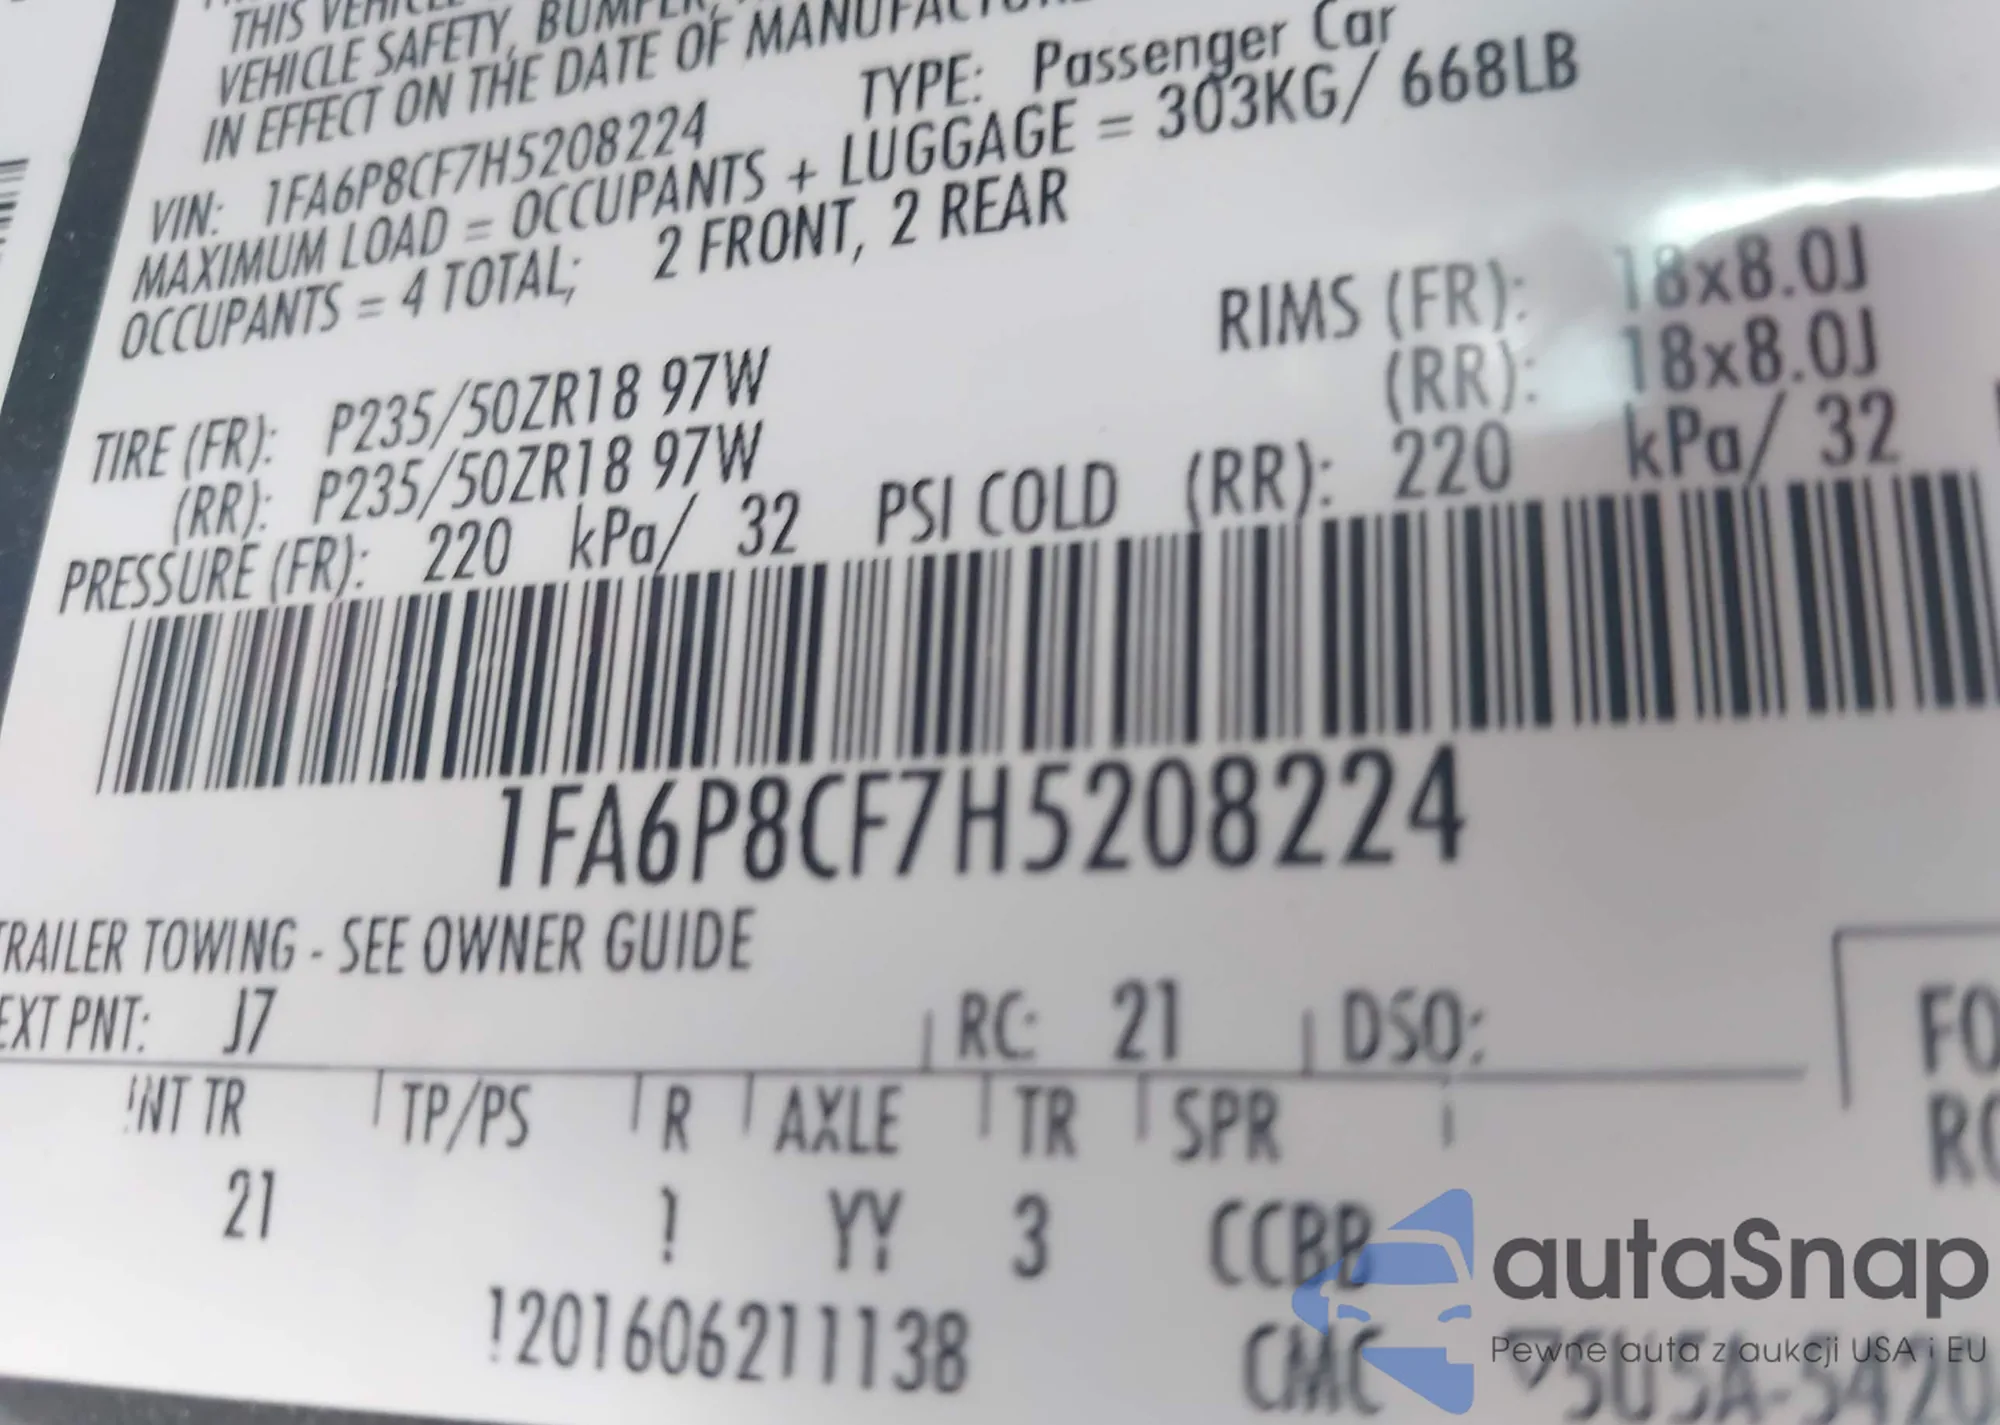 THIS VEHICLE
VEHICLE SAFETY, BUMPER,
IN EFFECT ON THE DATE OF MANUFACTURE
VIN: 1FA6P8CF7H5208224 TYPE: Passenger Car
MAXIMUM LOAD = OCCUPANTS + LUGGAGE = 303KG/ 668LB
OCCUPANTS = 4 TOTAL; 2 FRONT, 2 REAR
TIRE (FR): P235/50ZR18 97W RIMS (FR): 18x8.0J
(RR): P235/50ZR18 97W (RR): 18x8.0J
PRESSURE (FR): 220 kPa/ 32 PSI COLD (RR): 220 kPa/ 32
1FA6P8CF7H5208224
TRAILER TOWING - SEE OWNER GUIDE
EXT PNT: J7 RC: 21 DSO:
INT TR TP/PS R AXLE TR SPR
21 ! YY 3 CCBB
!201606211138
CMC
autaSnap
Pewne auta z aukcji USA i EU